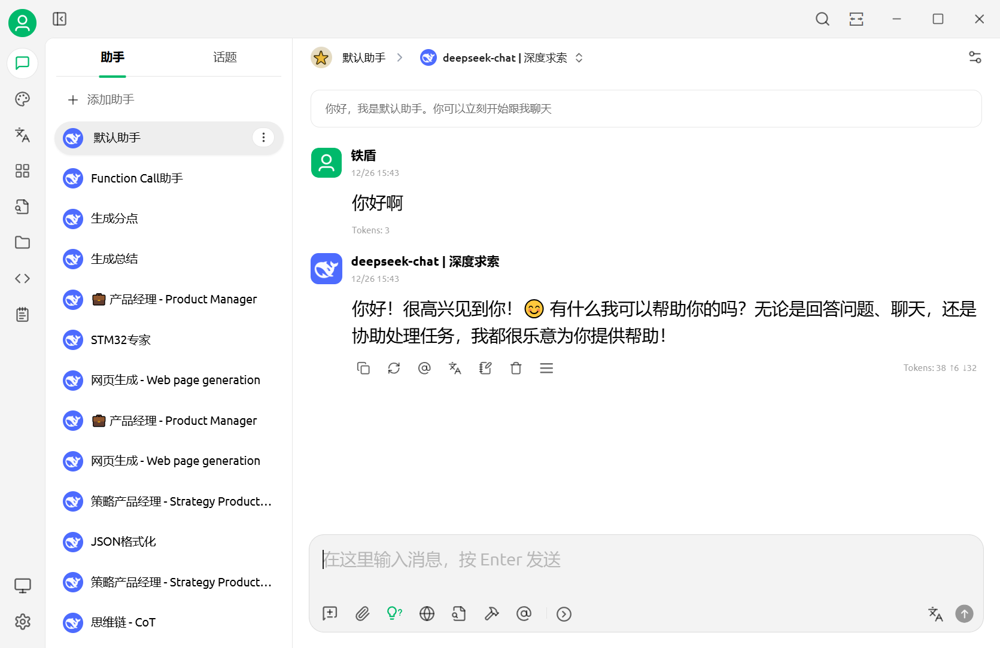 助手
话题
添加助手
默认助手
Function Call助手
生成分点
生成总结
💼 产品经理 - Product Manager
STM32专家
网页生成 - Web page generation
💼 产品经理 - Product Manager
网页生成 - Web page generation
策略产品经理 - Strategy Product...
JSON格式化
策略产品经理 - Strategy Product...
思维链 - CoT
默认助手
deepseek-chat | 深度求索
你好，我是默认助手。你可以立刻开始跟我聊天
铁盾
12/26 15:43
你好啊
Tokens: 3
deepseek-chat | 深度求索
12/26 15:43
你好！很高兴见到你！😊 有什么我可以帮助你的吗？无论是回答问题、聊天，还是
协助处理任务，我都很乐意为你提供帮助！
Tokens: 38 ↑6 ↓32
在这里输入消息，按 Enter 发送